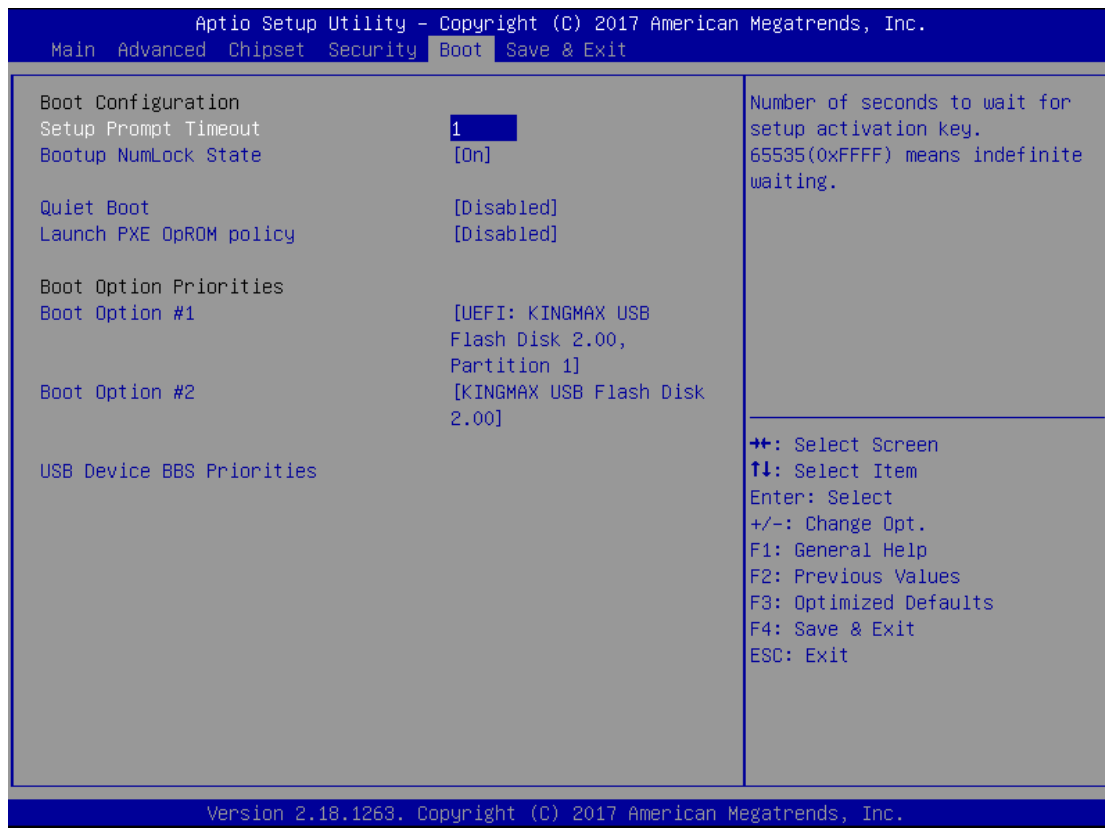 Aptio Setup Utility – Copyright (C) 2017 American Megatrends, Inc.
Main Advanced Chipset Security Boot Save & Exit
Boot Configuration
Setup Prompt Timeout 1
Bootup NumLock State [On]
Quiet Boot [Disabled]
Launch PXE OpROM policy [Disabled]
Boot Option Priorities
Boot Option #1 [UEFI: KINGMAX USB
Flash Disk 2.00,
Partition 1]
Boot Option #2 [KINGMAX USB Flash Disk
2.00]
USB Device BBS Priorities
Number of seconds to wait for
setup activation key.
65535(0xFFFF) means indefinite
waiting.
→←: Select Screen
↑↓: Select Item
Enter: Select
+/-: Change Opt.
F1: General Help
F2: Previous Values
F3: Optimized Defaults
F4: Save & Exit
ESC: Exit
Version 2.18.1263. Copyright (C) 2017 American Megatrends, Inc.